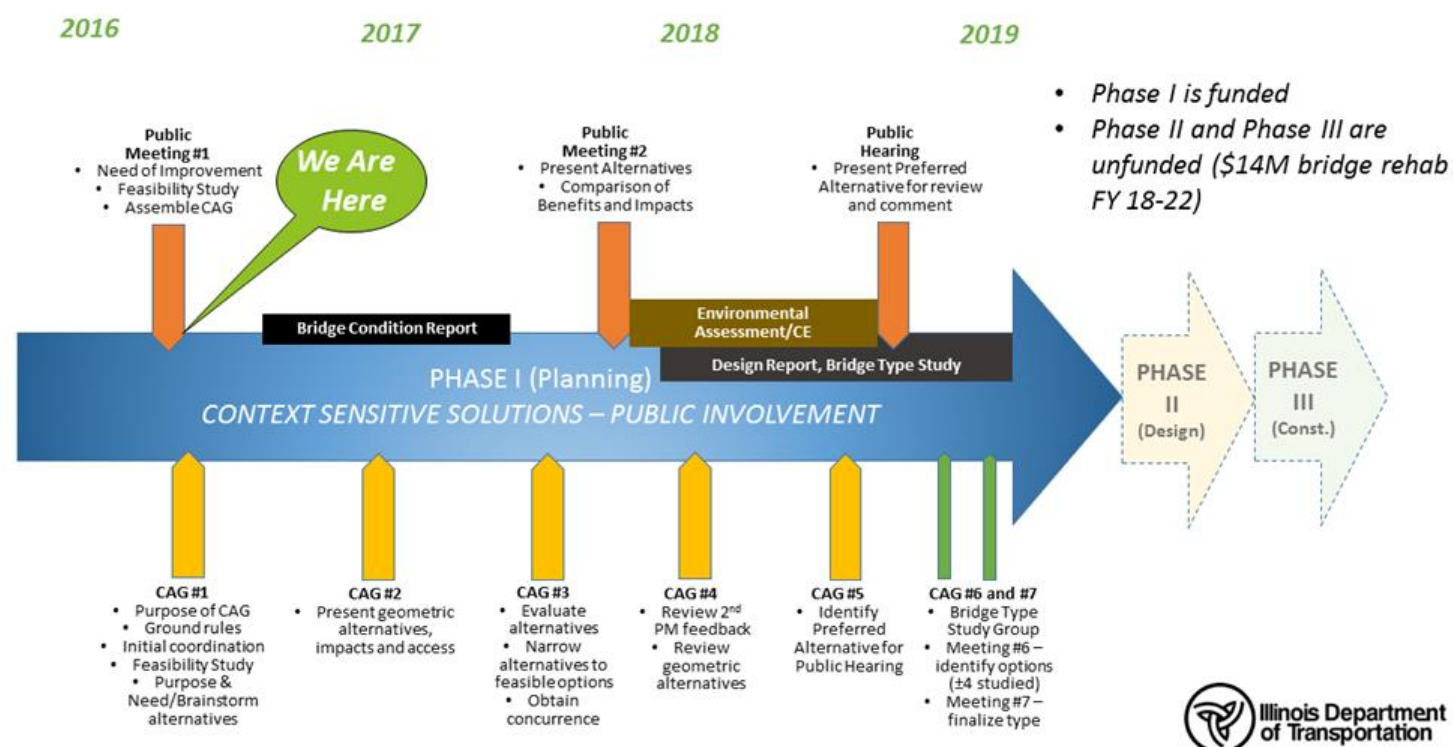 2016
2017
2018
2019
• Phase I is funded
• Phase II and Phase III are
unfunded ($14M bridge rehab
FY 18-22)
Public
Meeting #1
• Need of Improvement
• Feasibility Study
• Assemble CAG
We Are
Here
Public
Meeting #2
• Present Alternatives
• Comparison of
Benefits and Impacts
Public
Hearing
• Present Preferred
Alternative for review
and comment
Bridge Condition Report
Environmental
Assessment/CE
Design Report, Bridge Type Study
PHASE I (Planning)
CONTEXT SENSITIVE SOLUTIONS – PUBLIC INVOLVEMENT
PHASE
II
(Design)
PHASE
III
(Const.)
CAG #1
• Purpose of CAG
• Ground rules
• Initial coordination
• Feasibility Study
• Purpose &
Need/Brainstorm
alternatives
CAG #2
• Present geometric
alternatives,
impacts and access
CAG #3
• Evaluate
alternatives
• Narrow
alternatives to
feasible options
• Obtain
concurrence
CAG #4
• Review 2nd
PM feedback
• Review
geometric
alternatives
CAG #5
• Identify
Preferred
Alternative for
Public Hearing
CAG #6 and #7
• Bridge Type
Study Group
• Meeting #6 –
identify options
(±4 studied)
• Meeting #7 –
finalize type
Illinois Department
of Transportation